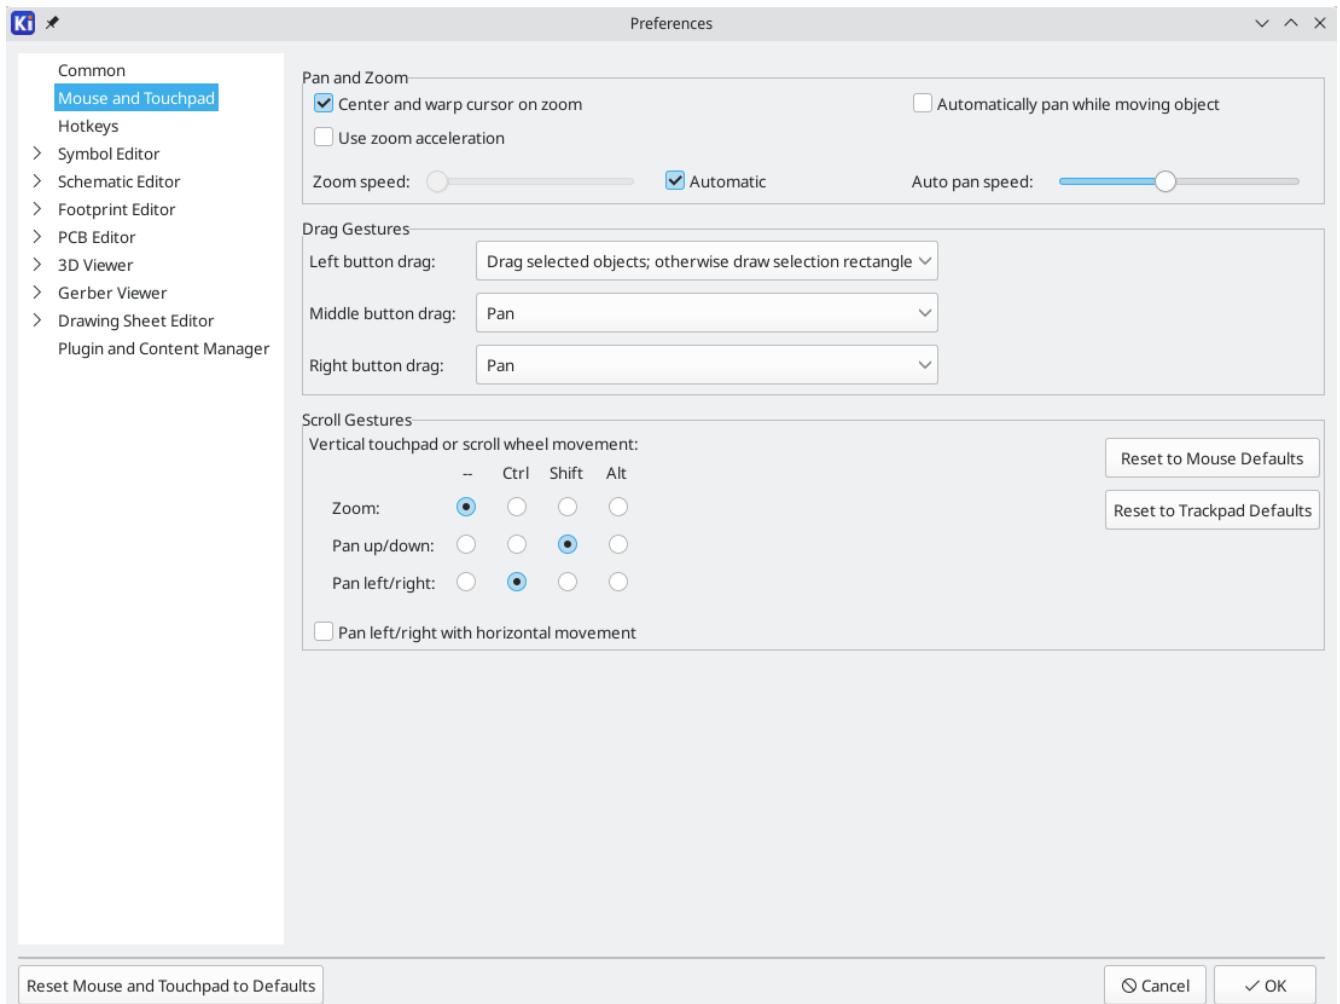 Ki
Preferences
Common
Mouse and Touchpad
Hotkeys
Symbol Editor
Schematic Editor
Footprint Editor
PCB Editor
3D Viewer
Gerber Viewer
Drawing Sheet Editor
Plugin and Content Manager
Pan and Zoom
Center and warp cursor on zoom
Automatically pan while moving object
Use zoom acceleration
Zoom speed:
Automatic
Auto pan speed:
Drag Gestures
Left button drag: Drag selected objects; otherwise draw selection rectangle
Middle button drag: Pan
Right button drag: Pan
Scroll Gestures
Vertical touchpad or scroll wheel movement:
-- Ctrl Shift Alt
Zoom:
Pan up/down:
Pan left/right:
Pan left/right with horizontal movement
Reset to Mouse Defaults
Reset to Trackpad Defaults
Reset Mouse and Touchpad to Defaults
Cancel
OK